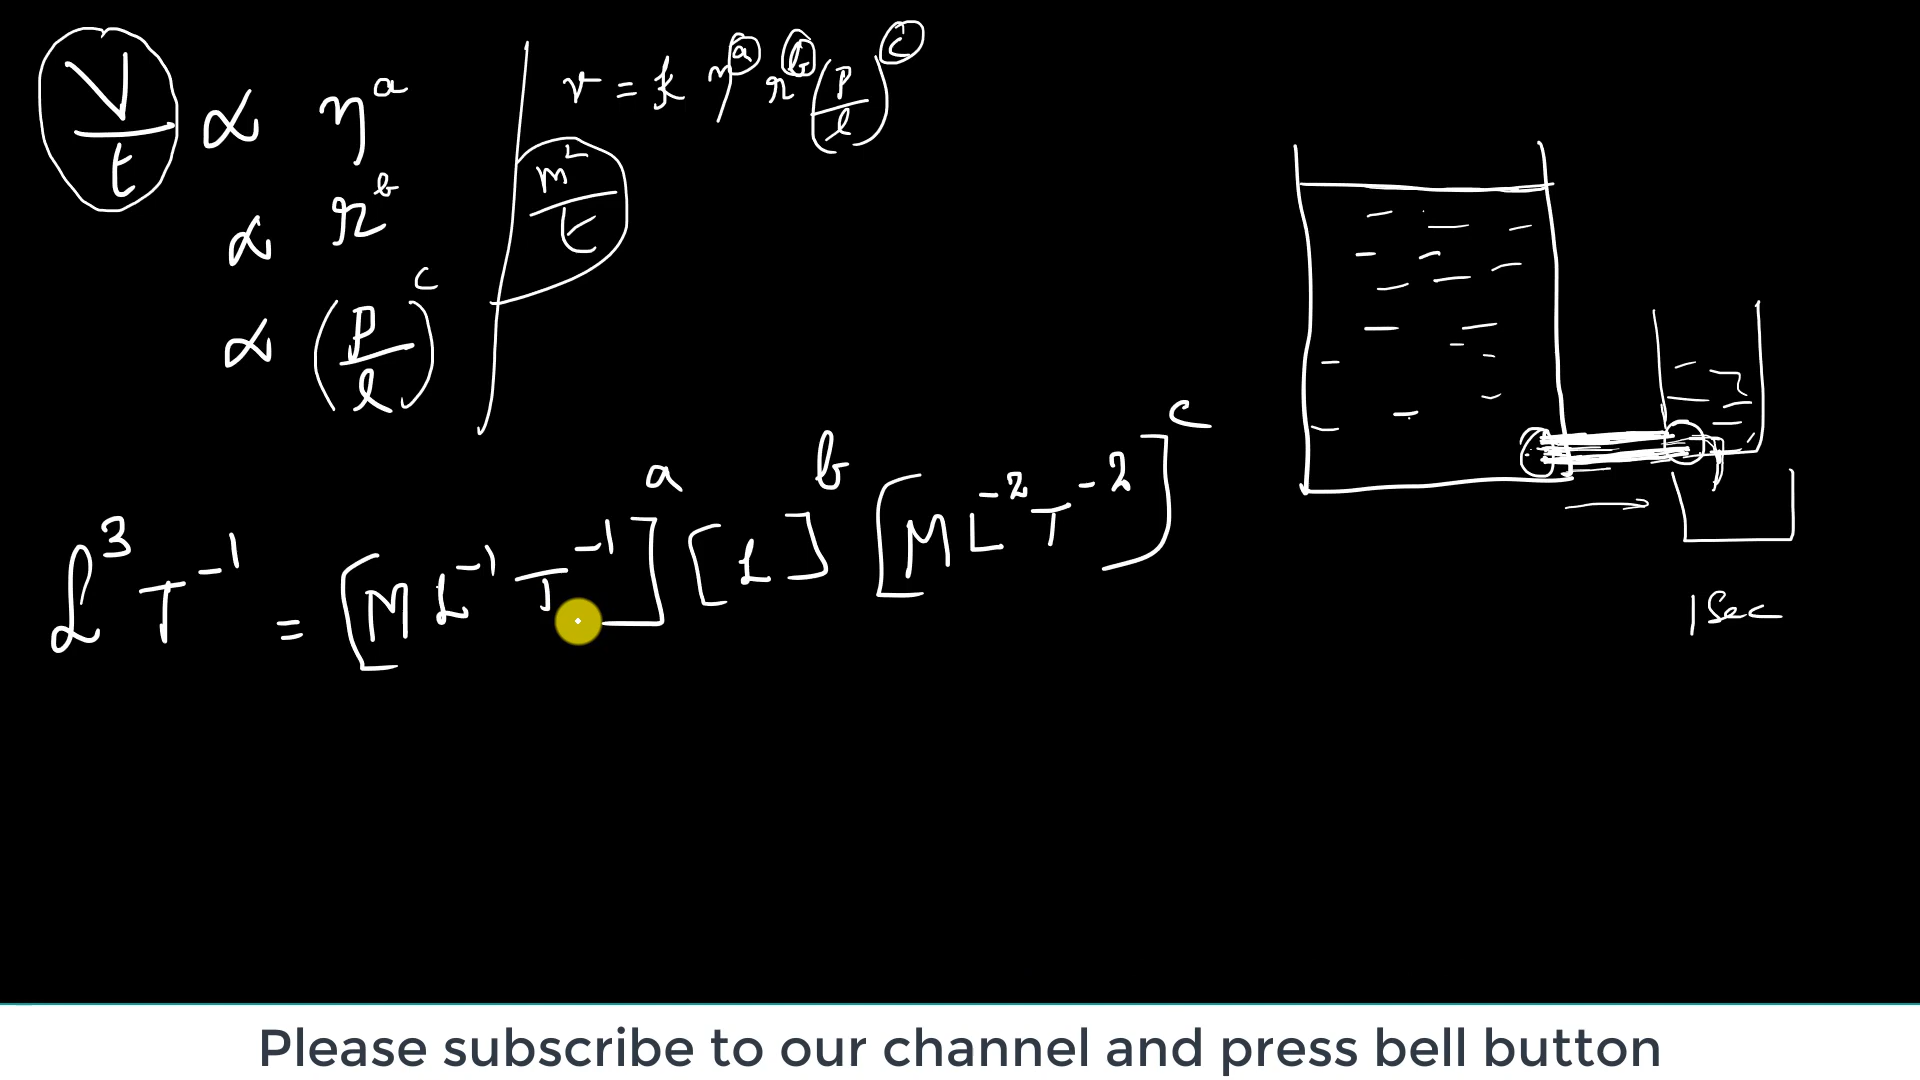 V/t ∝ η^a
∝ r^b
∝ (P/l)^c
v = k η^a r^b (P/l)^c
m^2/t
L^3 T^-1 = [M L^-1 T^-1]^a [L]^b [M L^-2 T^-2]^c
1 Sec
Please subscribe to our channel and press bell button